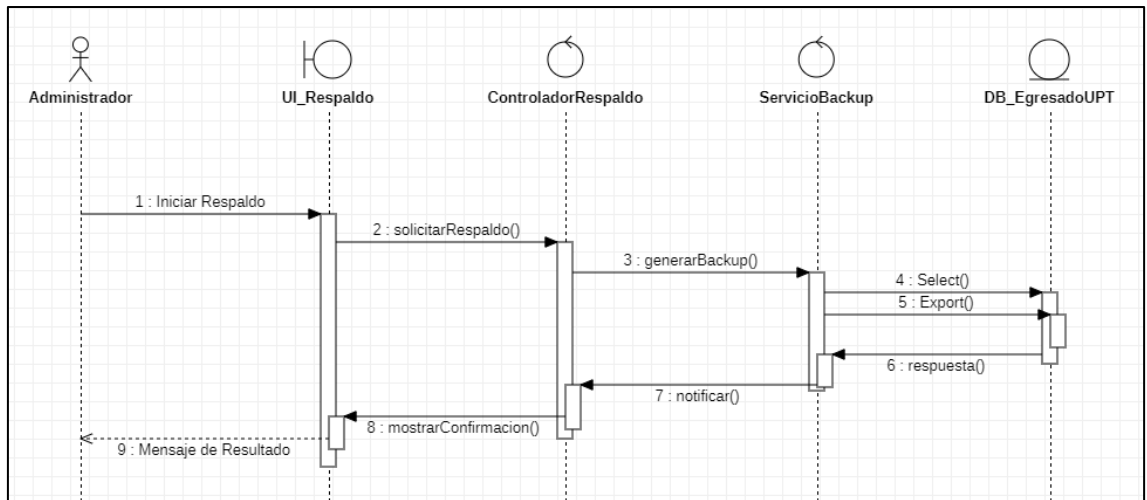 Administrador
UI_Respaldo
ControladorRespaldo
ServicioBackup
DB_EgresadoUPT
1 : Iniciar Respaldo
2 : solicitarRespaldo()
3 : generarBackup()
4 : Select()
5 : Export()
6 : respuesta()
7 : notificar()
8 : mostrarConfirmacion()
9 : Mensaje de Resultado